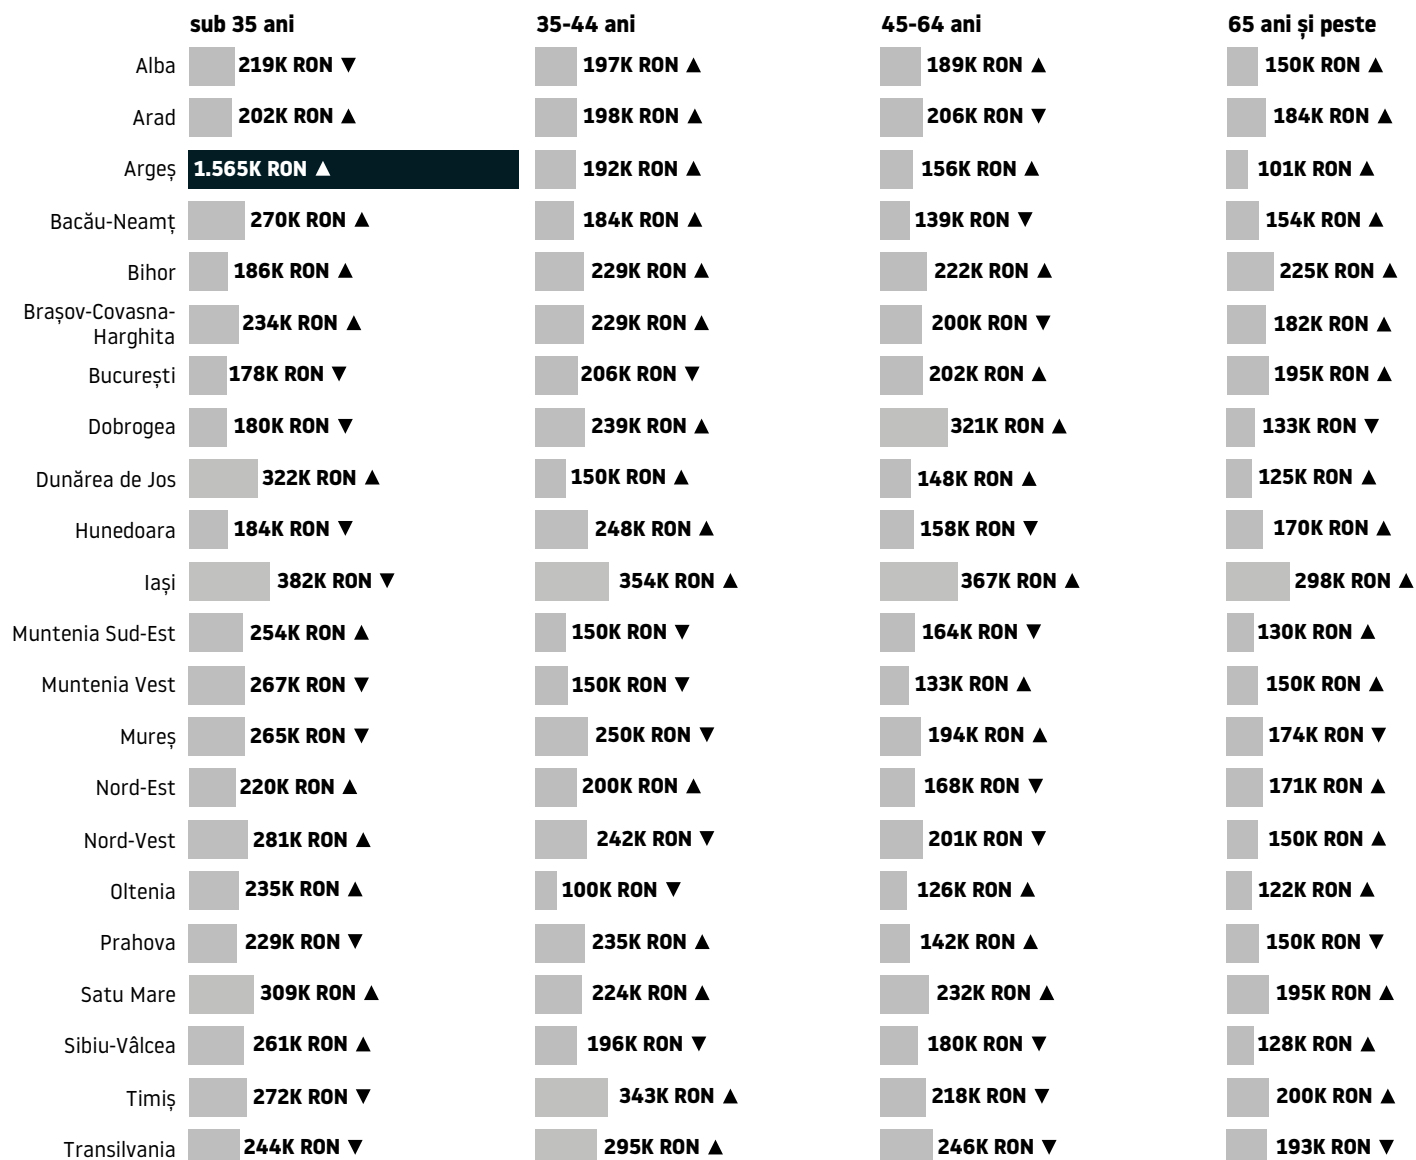 sub 35 ani 35-44 ani 45-64 ani 65 ani și peste
Alba 219K RON ▼ 197K RON ▲ 189K RON ▲ 150K RON ▲
Arad 202K RON ▲ 198K RON ▲ 206K RON ▼ 184K RON ▲
Argeș 1.565K RON ▲ 192K RON ▲ 156K RON ▲ 101K RON ▲
Bacău-Neamț 270K RON ▲ 184K RON ▲ 139K RON ▼ 154K RON ▲
Bihor 186K RON ▲ 229K RON ▲ 222K RON ▲ 225K RON ▲
Brașov-Covasna-
Harghita 234K RON ▲ 229K RON ▲ 200K RON ▼ 182K RON ▲
București 178K RON ▼ 206K RON ▼ 202K RON ▲ 195K RON ▲
Dobrogea 180K RON ▼ 239K RON ▲ 321K RON ▲ 133K RON ▼
Dunărea de Jos 322K RON ▲ 150K RON ▲ 148K RON ▲ 125K RON ▲
Hunedoara 184K RON ▼ 248K RON ▲ 158K RON ▼ 170K RON ▲
Iași 382K RON ▼ 354K RON ▲ 367K RON ▲ 298K RON ▲
Muntenia Sud-Est 254K RON ▲ 150K RON ▼ 164K RON ▼ 130K RON ▲
Muntenia Vest 267K RON ▼ 150K RON ▼ 133K RON ▲ 150K RON ▲
Mureș 265K RON ▼ 250K RON ▼ 194K RON ▲ 174K RON ▼
Nord-Est 220K RON ▲ 200K RON ▲ 168K RON ▼ 171K RON ▲
Nord-Vest 281K RON ▲ 242K RON ▼ 201K RON ▼ 150K RON ▲
Oltenia 235K RON ▲ 100K RON ▼ 126K RON ▲ 122K RON ▲
Prahova 229K RON ▼ 235K RON ▲ 142K RON ▲ 150K RON ▼
Satu Mare 309K RON ▲ 224K RON ▲ 232K RON ▲ 195K RON ▲
Sibiu-Vâlcea 261K RON ▲ 196K RON ▼ 180K RON ▼ 128K RON ▲
Timiș 272K RON ▼ 343K RON ▲ 218K RON ▼ 200K RON ▲
Transilvania 244K RON ▼ 295K RON ▲ 246K RON ▼ 193K RON ▼